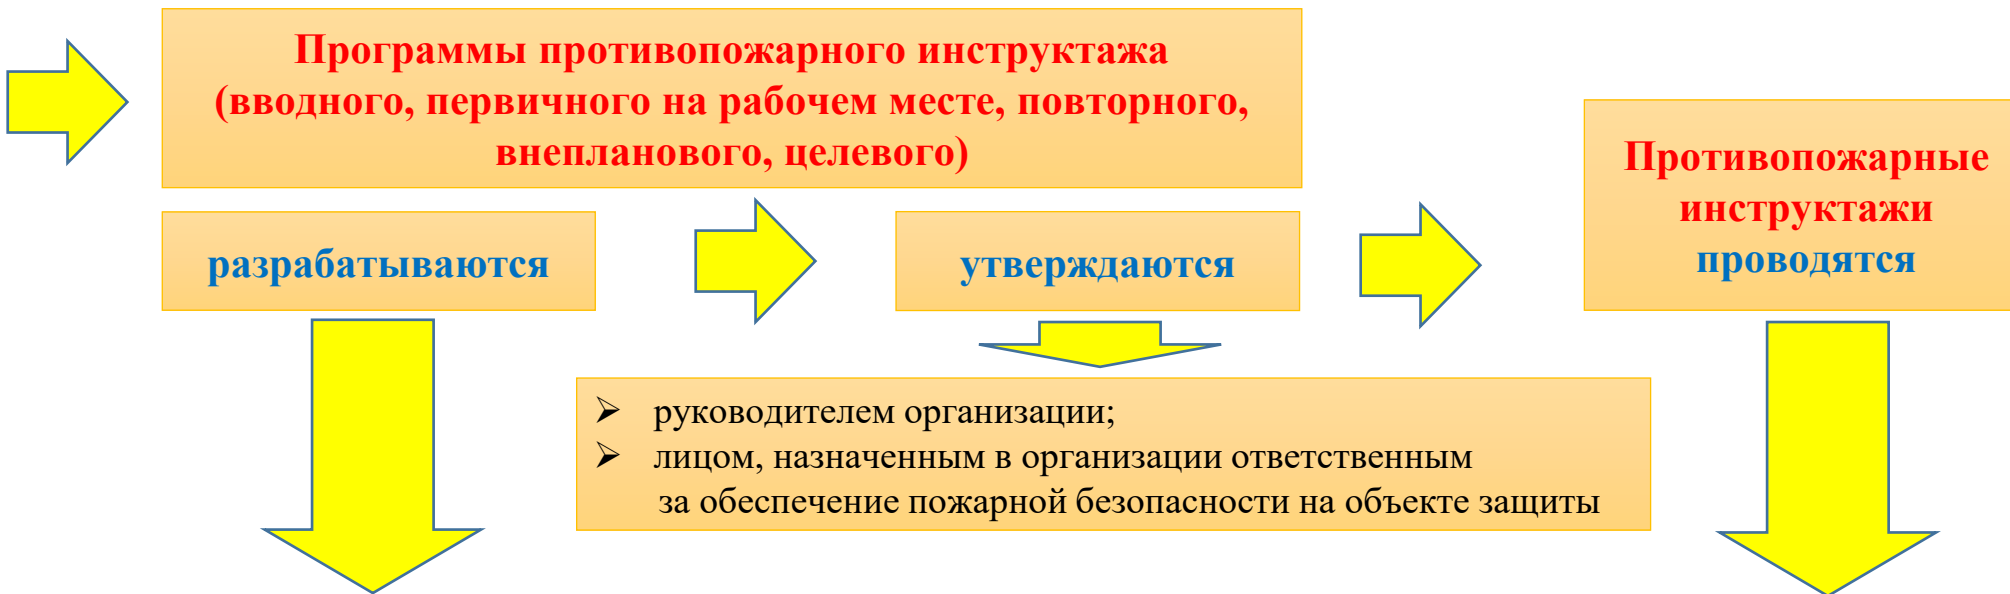 Программы противопожарного инструктажа
(вводного, первичного на рабочем месте, повторного,
внепланового, целевого)
разрабатываются
утверждаются
Противопожарные
инструктажи
проводятся
руководителем организации;
лицом, назначенным в организации ответственным
за обеспечение пожарной безопасности на объекте защиты